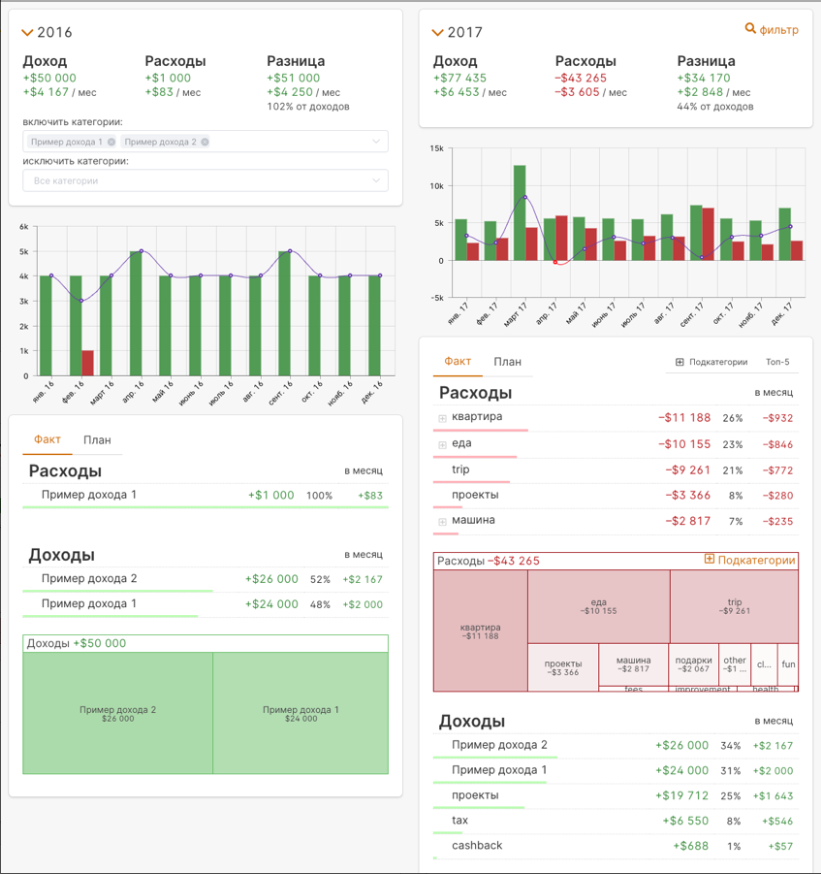 2016
Доход Расходы Разница
+$50 000 +$1 000 +$51 000
+$4 167 / мес +$83 / мес +$4 250 / мес
102% от доходов
включить категории:
Пример дохода 1 Пример дохода 2
исключить категории:
Все категории
6k
5k
4k
3k
2k
1k
0
янв. 16 фев. 16 март 16 апр. 16 май 16 июнь 16 июль 16 авг. 16 сент. 16 окт. 16 нояб. 16 дек. 16
Факт План
Расходы в месяц
Пример дохода 1 +$1 000 100% +$83
Доходы в месяц
Пример дохода 2 +$26 000 52% +$2 167
Пример дохода 1 +$24 000 48% +$2 000
Доходы +$50 000
Пример дохода 2 Пример дохода 1
$26 000 $24 000
2017 фильтр
Доход Расходы Разница
+$77 435 −$43 265 +$34 170
+$6 453 / мес −$3 605 / мес +$2 848 / мес
44% от доходов
15k
10k
5k
0
−5k
янв. 17 фев. 17 март 17 апр. 17 май 17 июнь 17 июль 17 авг. 17 сент. 17 окт. 17 нояб. 17 дек. 17
Факт План Подкатегории Топ-5
Расходы в месяц
квартира −$11 188 26% −$932
еда −$10 155 23% −$846
trip −$9 261 21% −$772
проекты −$3 366 8% −$280
машина −$2 817 7% −$235
Расходы −$43 265 Подкатегории
квартира
−$11 188
еда
−$10 155
trip
−$9 261
проекты
−$3 366
машина
−$2 817
подарки
−$2 067
other
−$1 ...
cl...
fun
fees improvement health
Доходы в месяц
Пример дохода 2 +$26 000 34% +$2 167
Пример дохода 1 +$24 000 31% +$2 000
проекты +$19 712 25% +$1 643
tax +$6 550 8% +$546
cashback +$688 1% +$57